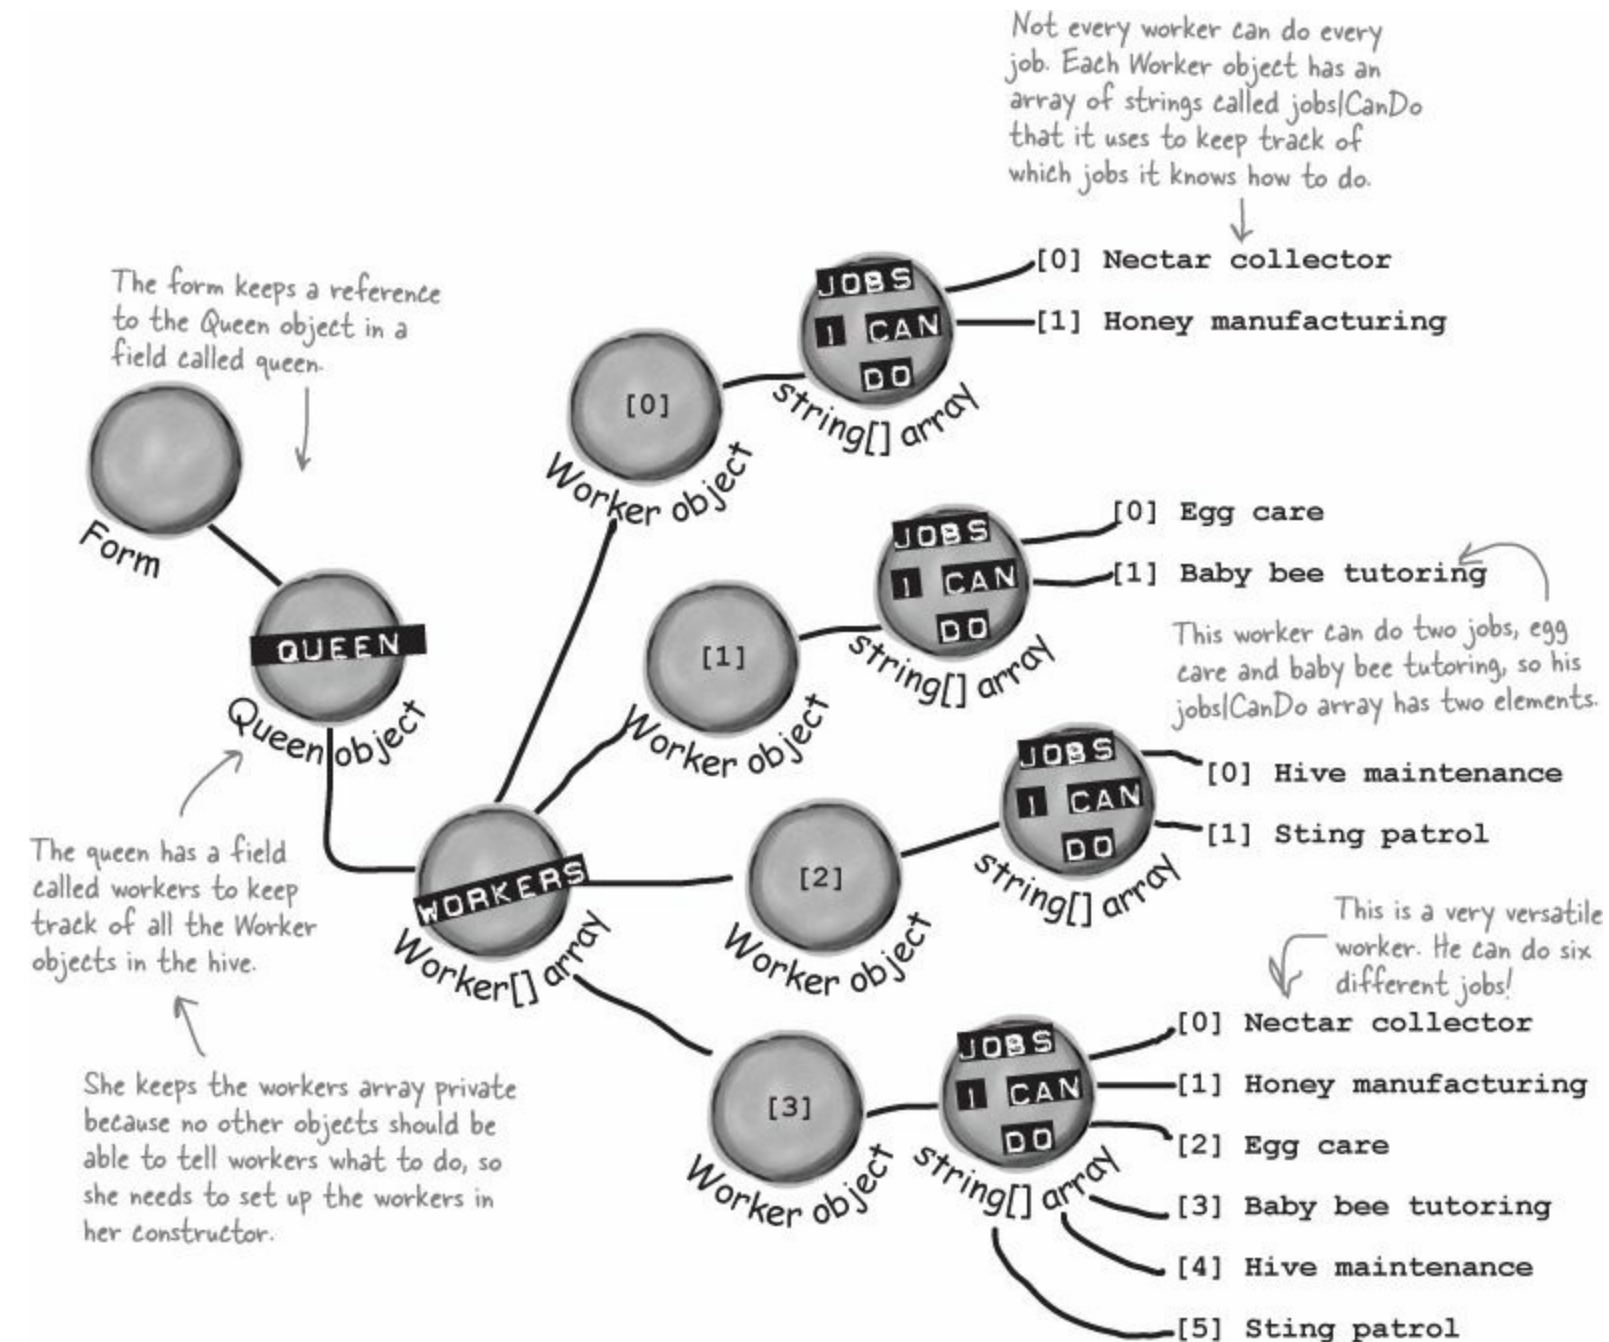 Not every worker can do every
job. Each Worker object has an
array of strings called jobsICanDo
that it uses to keep track of
which jobs it knows how to do.
The form keeps a reference
to the Queen object in a
field called queen.
Form
QUEEN
Queen object
The queen has a field
called workers to keep
track of all the Worker
objects in the hive.
She keeps the workers array private
because no other objects should be
able to tell workers what to do, so
she needs to set up the workers in
her constructor.
WORKERS
Worker[] array
[0]
Worker object
JOBS
I CAN
DO
string[] array
[0] Nectar collector
[1] Honey manufacturing
[1]
Worker object
JOBS
I CAN
DO
string[] array
[0] Egg care
[1] Baby bee tutoring
This worker can do two jobs, egg
care and baby bee tutoring, so his
jobsICanDo array has two elements.
[2]
Worker object
JOBS
I CAN
DO
string[] array
[0] Hive maintenance
[1] Sting patrol
This is a very versatile
worker. He can do six
different jobs!
[3]
Worker object
JOBS
I CAN
DO
string[] array
[0] Nectar collector
[1] Honey manufacturing
[2] Egg care
[3] Baby bee tutoring
[4] Hive maintenance
[5] Sting patrol